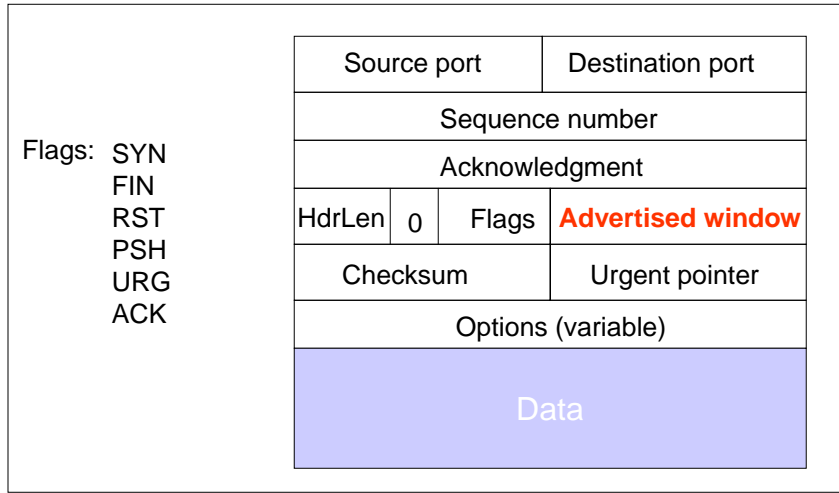 Source port Destination port
Sequence number
Flags: SYN
Acknowledgment
FIN
RST
HdrLen 0 Flags Advertised window
PSH
URG
Checksum Urgent pointer
ACK
Options (variable)
Data